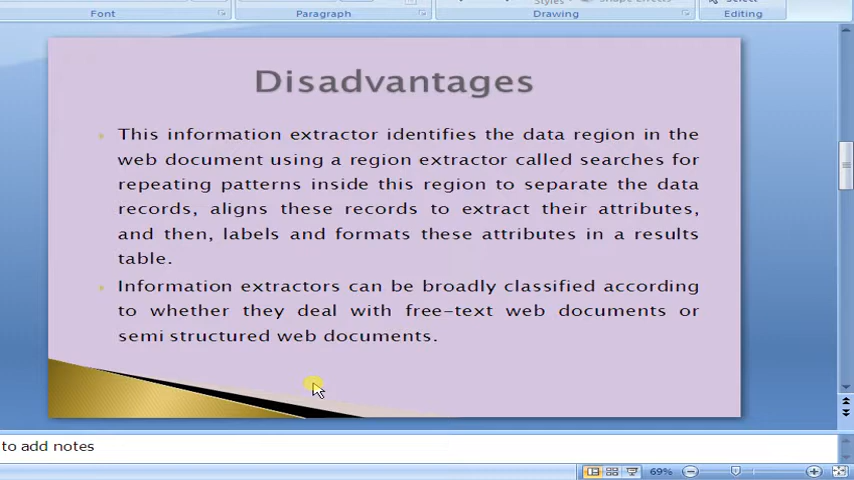 Font Paragraph Drawing Editing
Disadvantages
This information extractor identifies the data region in the
web document using a region extractor called searches for
repeating patterns inside this region to separate the data
records, aligns these records to extract their attributes,
and then, labels and formats these attributes in a results
table.
Information extractors can be broadly classified according
to whether they deal with free-text web documents or
semi structured web documents.
to add notes
69%